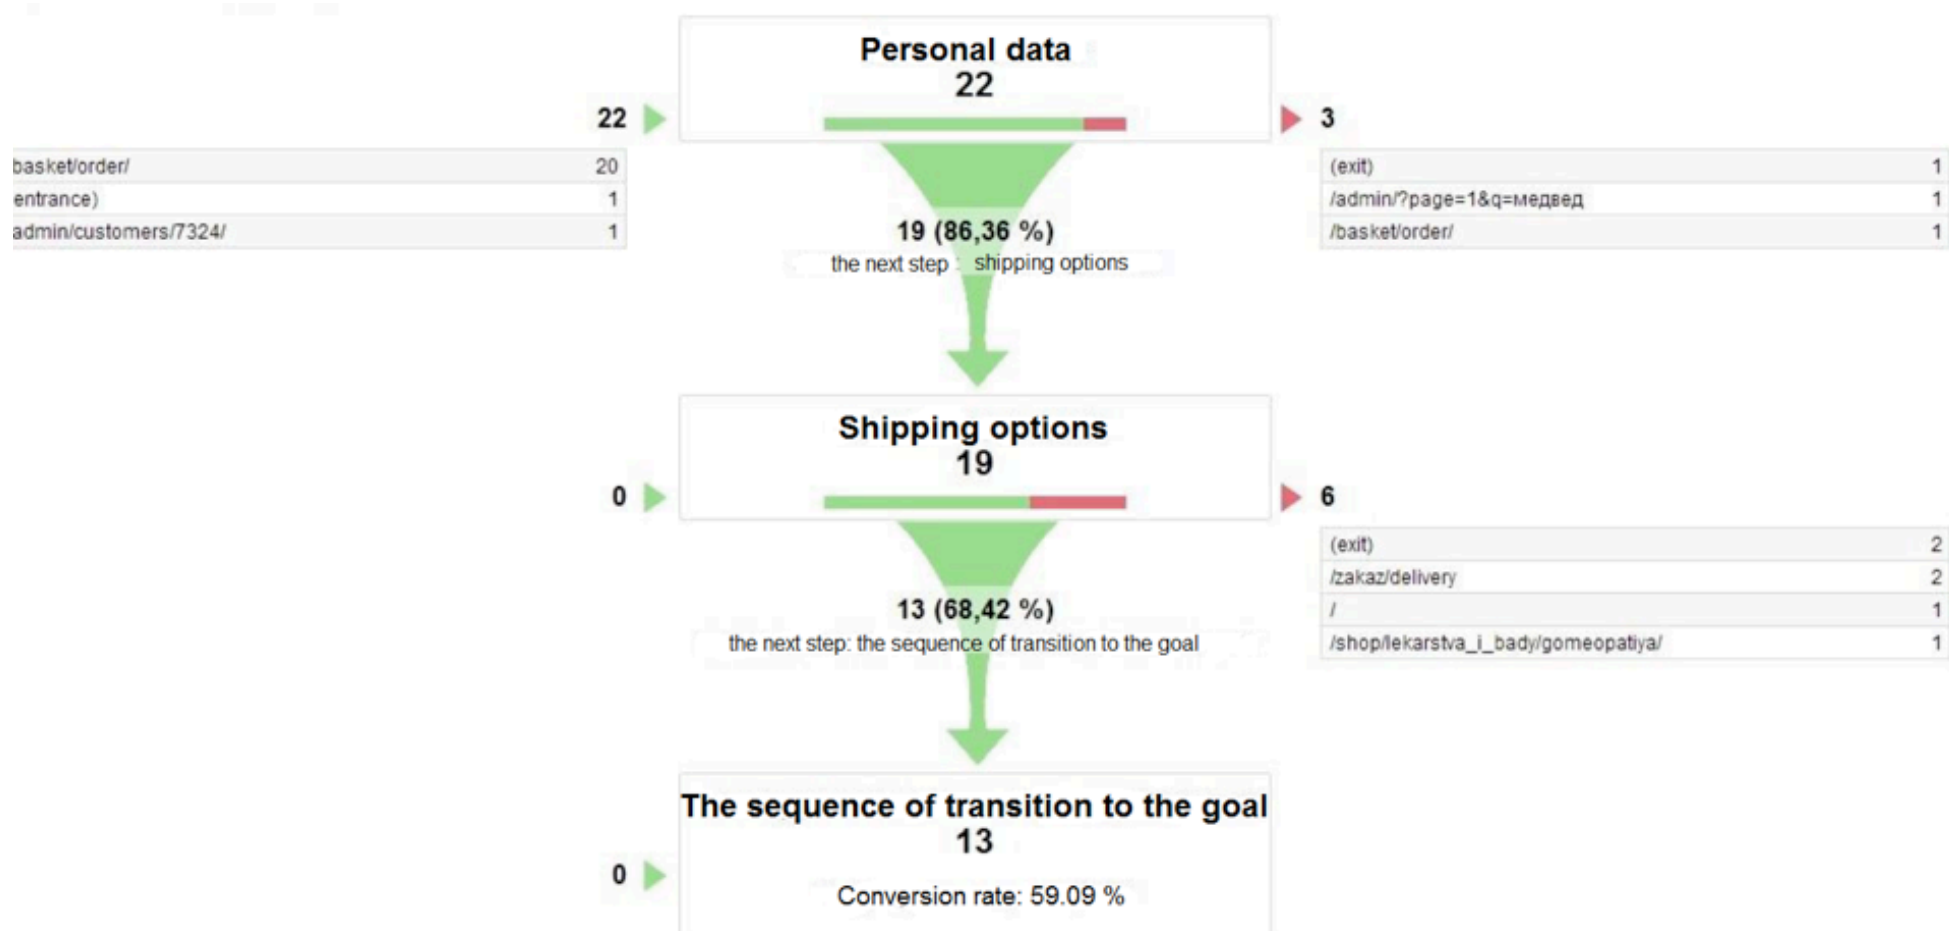 Personal data
22
22
3
basket/order/ 20
entrance) 1
admin/customers/7324/ 1
(exit) 1
/admin/?page=1&q=медвед 1
/basket/order/ 1
19 (86,36 %)
the next step : shipping options
Shipping options
19
0
6
(exit) 2
/zakaz/delivery 2
/ 1
/shop/lekarstva_i_bady/gomeopatiya/ 1
13 (68,42 %)
the next step: the sequence of transition to the goal
The sequence of transition to the goal
13
0
Conversion rate: 59.09 %